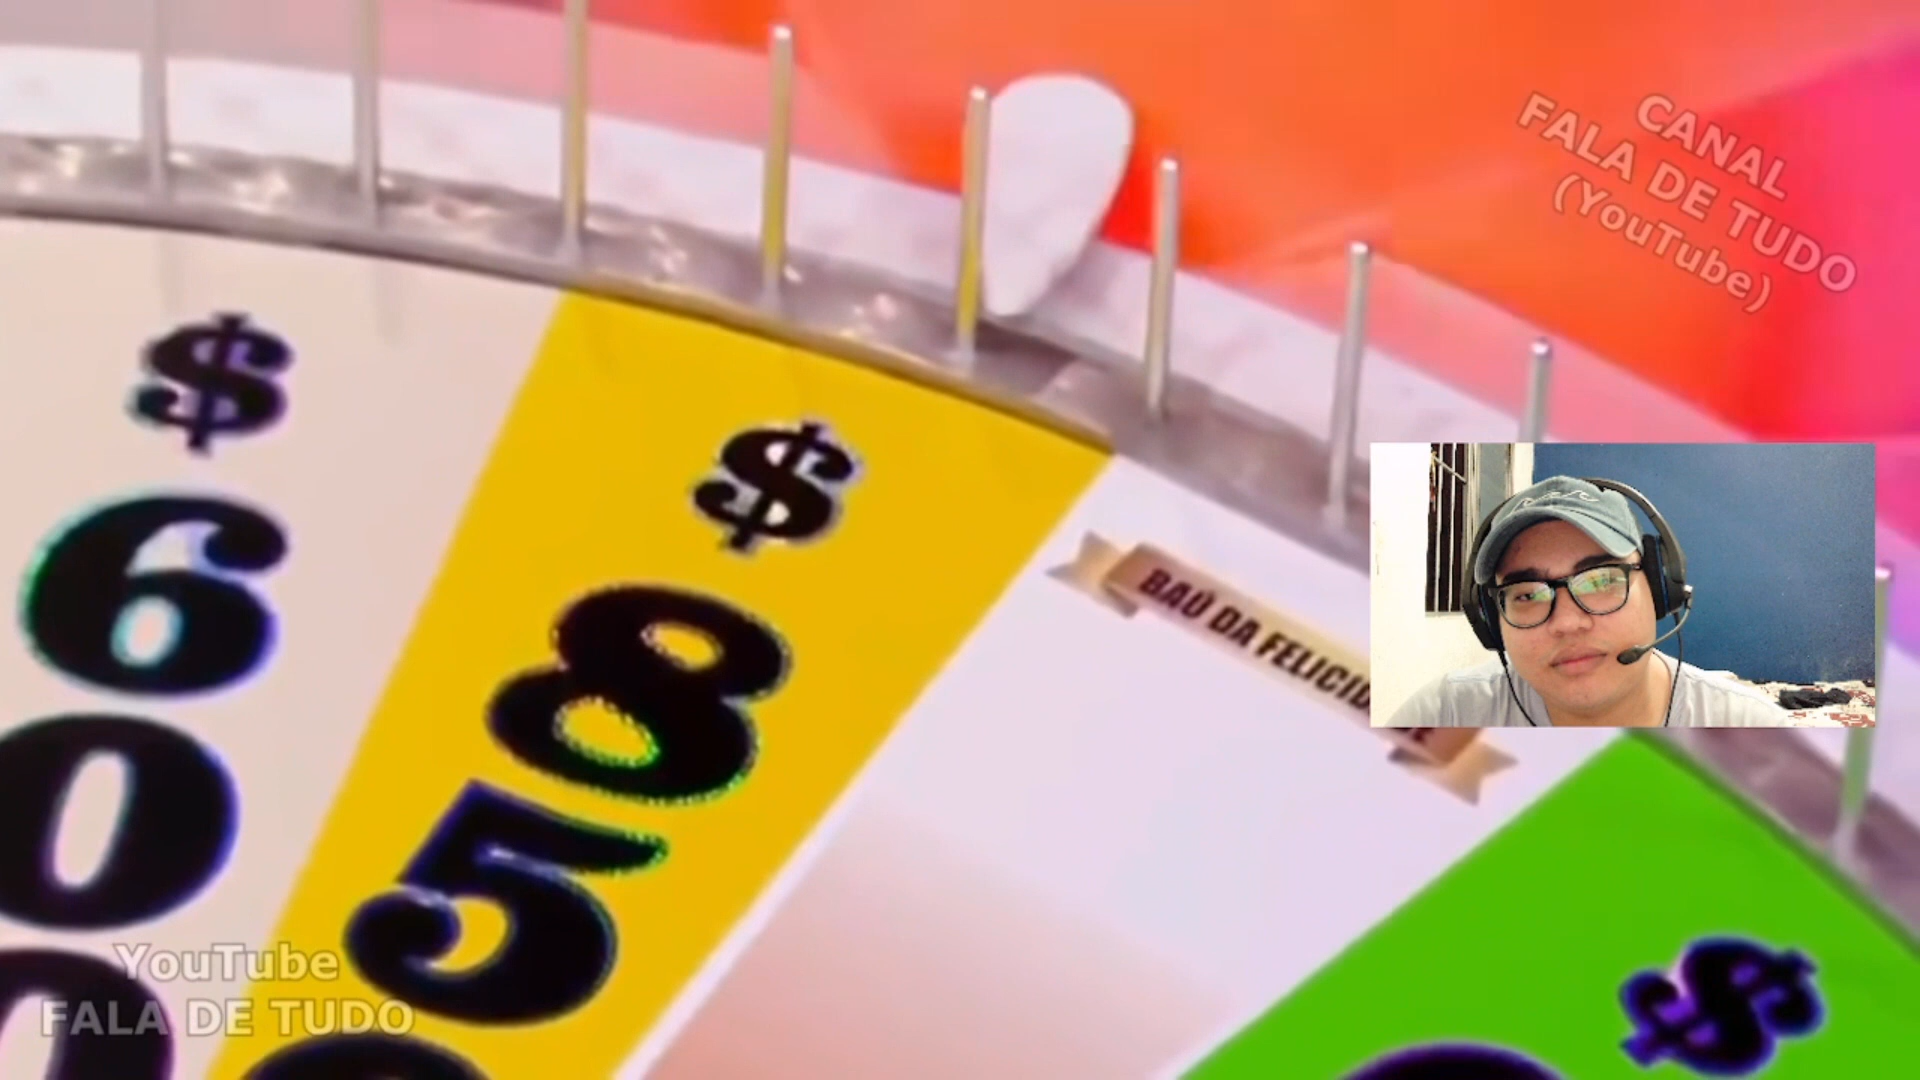 CANAL
FALA DE TUDO
(YouTube)
$
6
0
$
8
5
BAÚ DA FELICID
$
YouTube
FALA DE TUDO